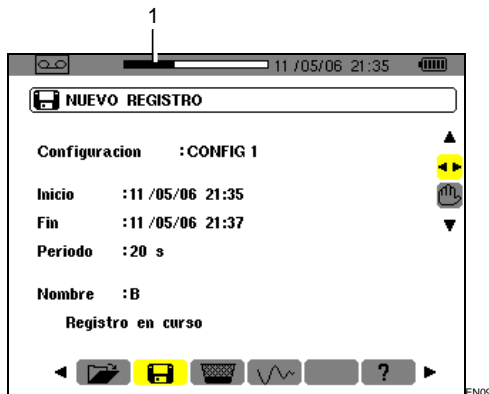 1
11 /05/06 21:35
NUEVO REGISTRO
Configuracion :CONFIG 1
Inicio :11 /05/06 21:35
Fin :11 /05/06 21:37
Periodo :20 s
Nombre :B
Registro en curso
?